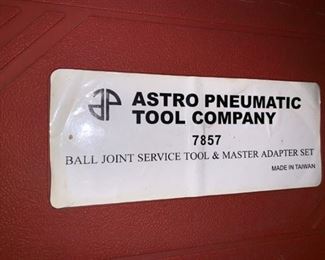 AP ASTRO PNEUMATIC
TOOL COMPANY
7857
BALL JOINT SERVICE TOOL & MASTER ADAPTER SET
MADE IN TAIWAN